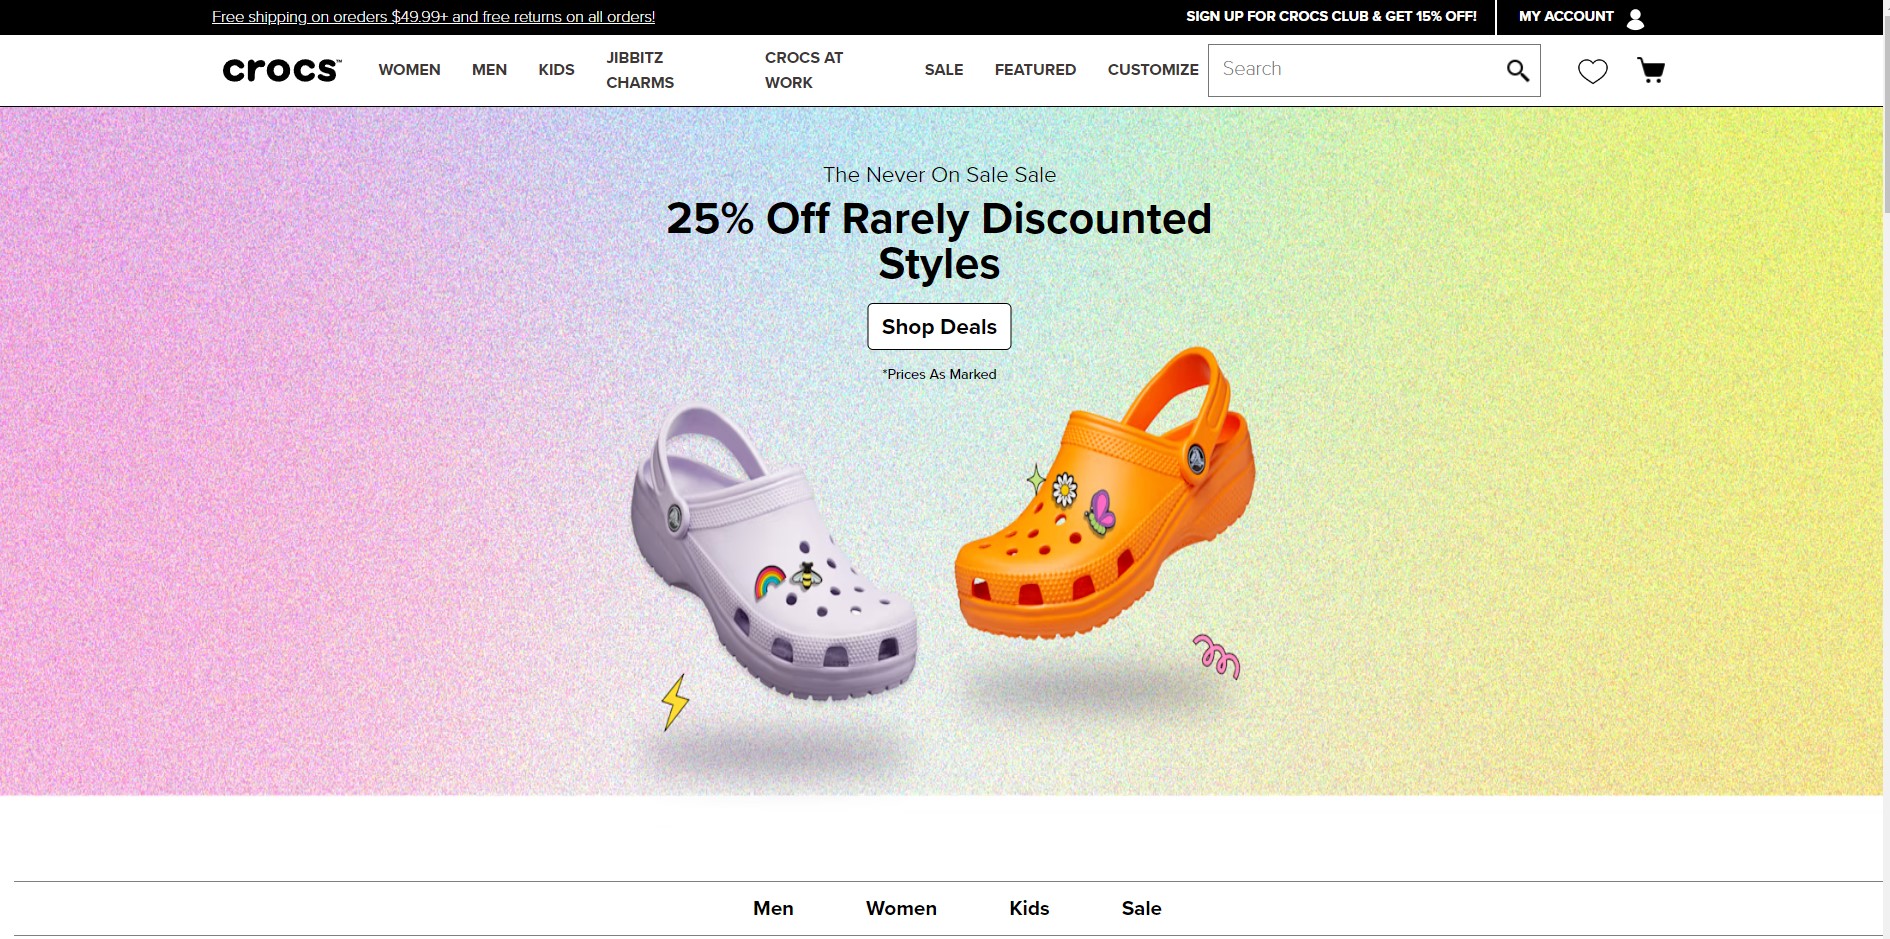 Free shipping on oreders $49.99+ and free returns on all orders!
SIGN UP FOR CROCS CLUB & GET 15% OFF!
MY ACCOUNT
crocs™
WOMEN
MEN
KIDS
JIBBITZ
CHARMS
CROCS AT
WORK
SALE
FEATURED
CUSTOMIZE
Search
The Never On Sale Sale
25% Off Rarely Discounted
Styles
Shop Deals
*Prices As Marked
Men
Women
Kids
Sale